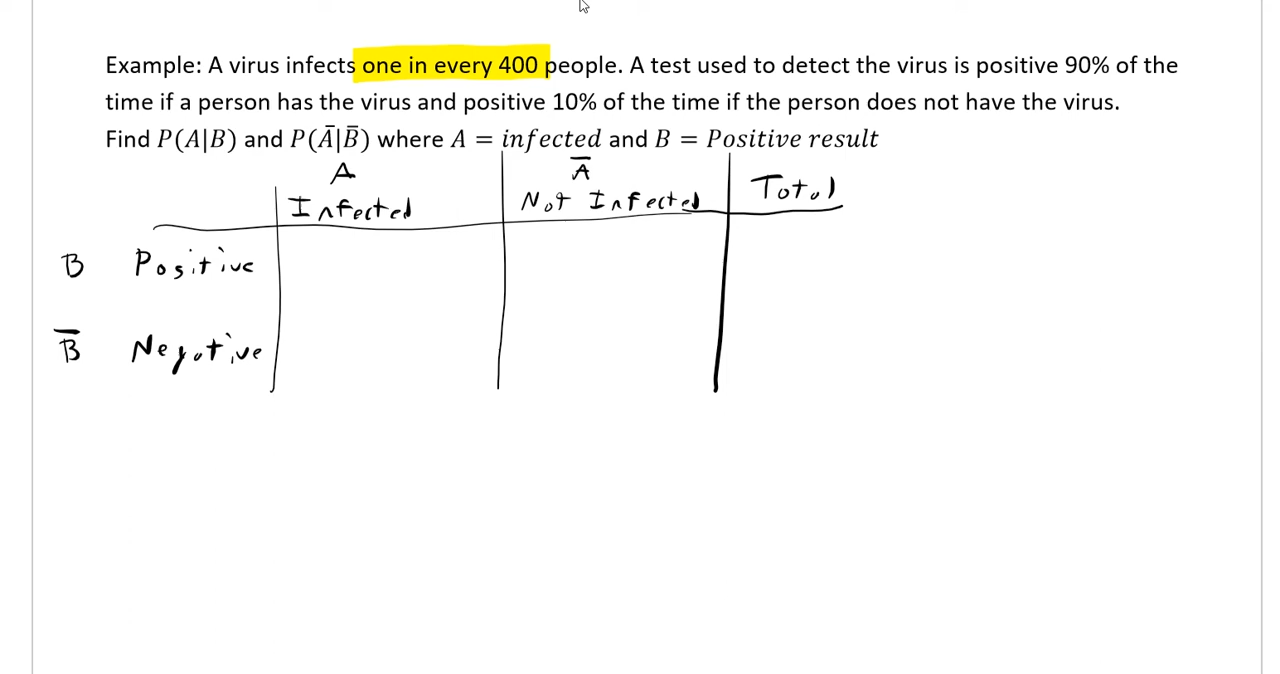 Example: A virus infects one in every 400 people. A test used to detect the virus is positive 90% of the
time if a person has the virus and positive 10% of the time if the person does not have the virus.
Find P(A|B) and P(Ā|B̄) where A = infected and B = Positive result
A Ā
Infected Not Infected Total
B Positive
B̄ Negative